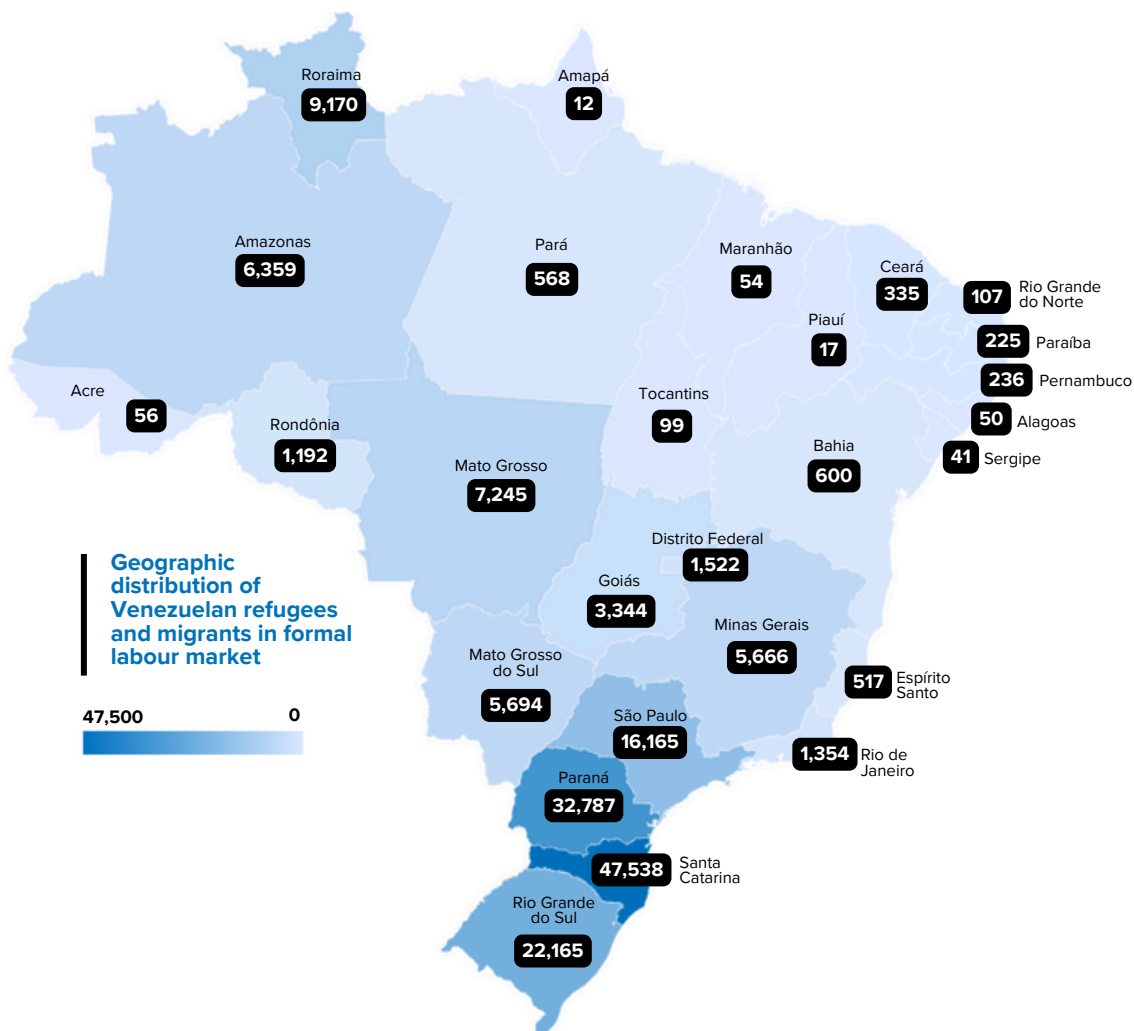 Roraima
9,170
Amapá
12
Amazonas
6,359
Pará
568
Maranhão
54
Ceará
335
107
Rio Grande
do Norte
Piauí
17
225
Paraíba
236
Pernambuco
Acre
56
Rondônia
1,192
Tocantins
99
50
Alagoas
Bahia
600
41
Sergipe
Mato Grosso
7,245
Distrito Federal
1,522
Geographic
distribution of
Venezuelan refugees
and migrants in formal
labour market
47,500
0
Goiás
3,344
Minas Gerais
5,666
Mato Grosso
do Sul
5,694
517
Espírito
Santo
São Paulo
16,165
1,354
Rio de
Janeiro
Paraná
32,787
47,538
Santa
Catarina
Rio Grande
do Sul
22,165